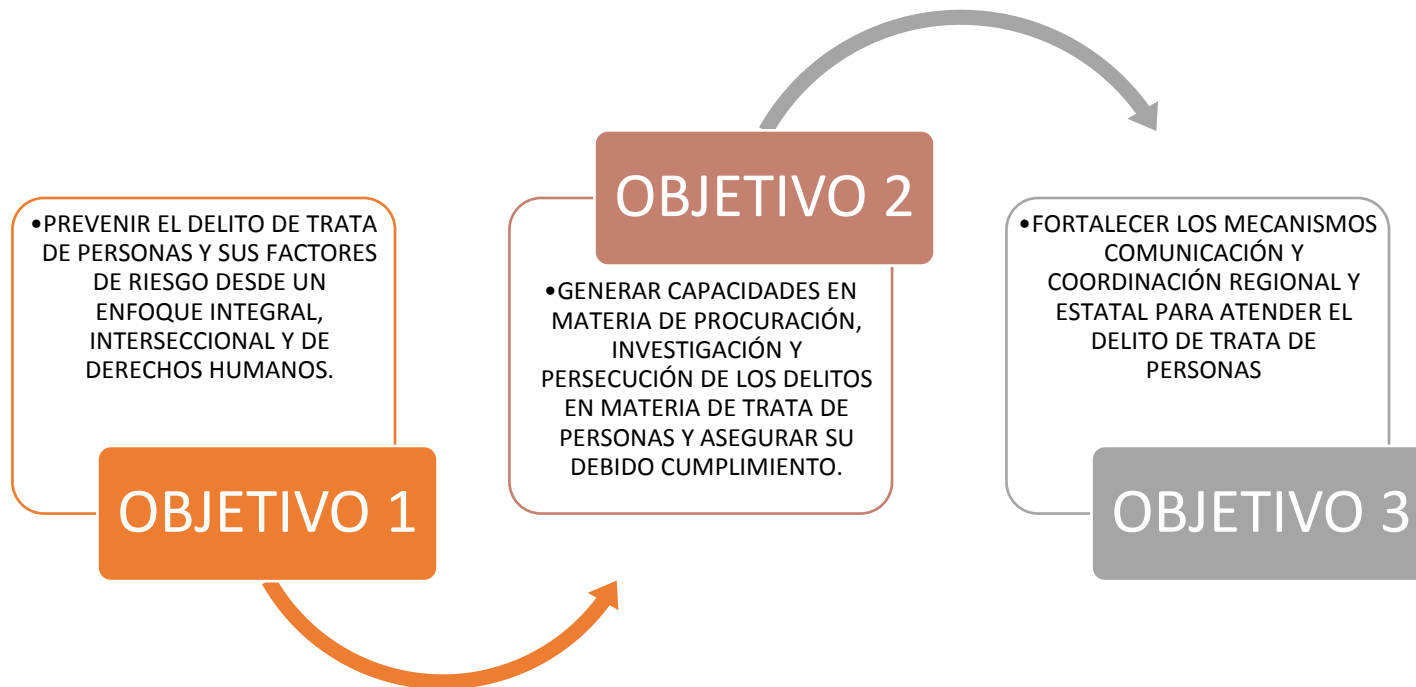 •PREVENIR EL DELITO DE TRATA
DE PERSONAS Y SUS FACTORES
DE RIESGO DESDE UN
ENFOQUE INTEGRAL,
INTERSECCIONAL Y DE
DERECHOS HUMANOS.
OBJETIVO 1
OBJETIVO 2
•GENERAR CAPACIDADES EN
MATERIA DE PROCURACIÓN,
INVESTIGACIÓN Y
PERSECUCIÓN DE LOS DELITOS
EN MATERIA DE TRATA DE
PERSONAS Y ASEGURAR SU
DEBIDO CUMPLIMIENTO.
•FORTALECER LOS MECANISMOS
COMUNICACIÓN Y
COORDINACIÓN REGIONAL Y
ESTATAL PARA ATENDER EL
DELITO DE TRATA DE
PERSONAS
OBJETIVO 3